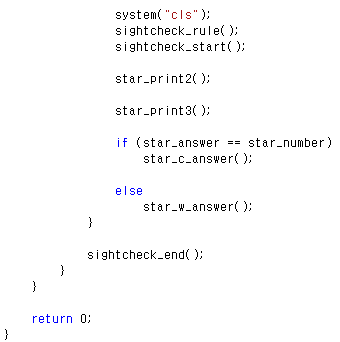 system("cls");
sightcheck_rule();
sightcheck_start();
star_print2();
star_print3();
if (star_answer == star_number)
star_c_answer();
else
star_w_answer();
}
sightcheck_end();
}
}
return 0;
}